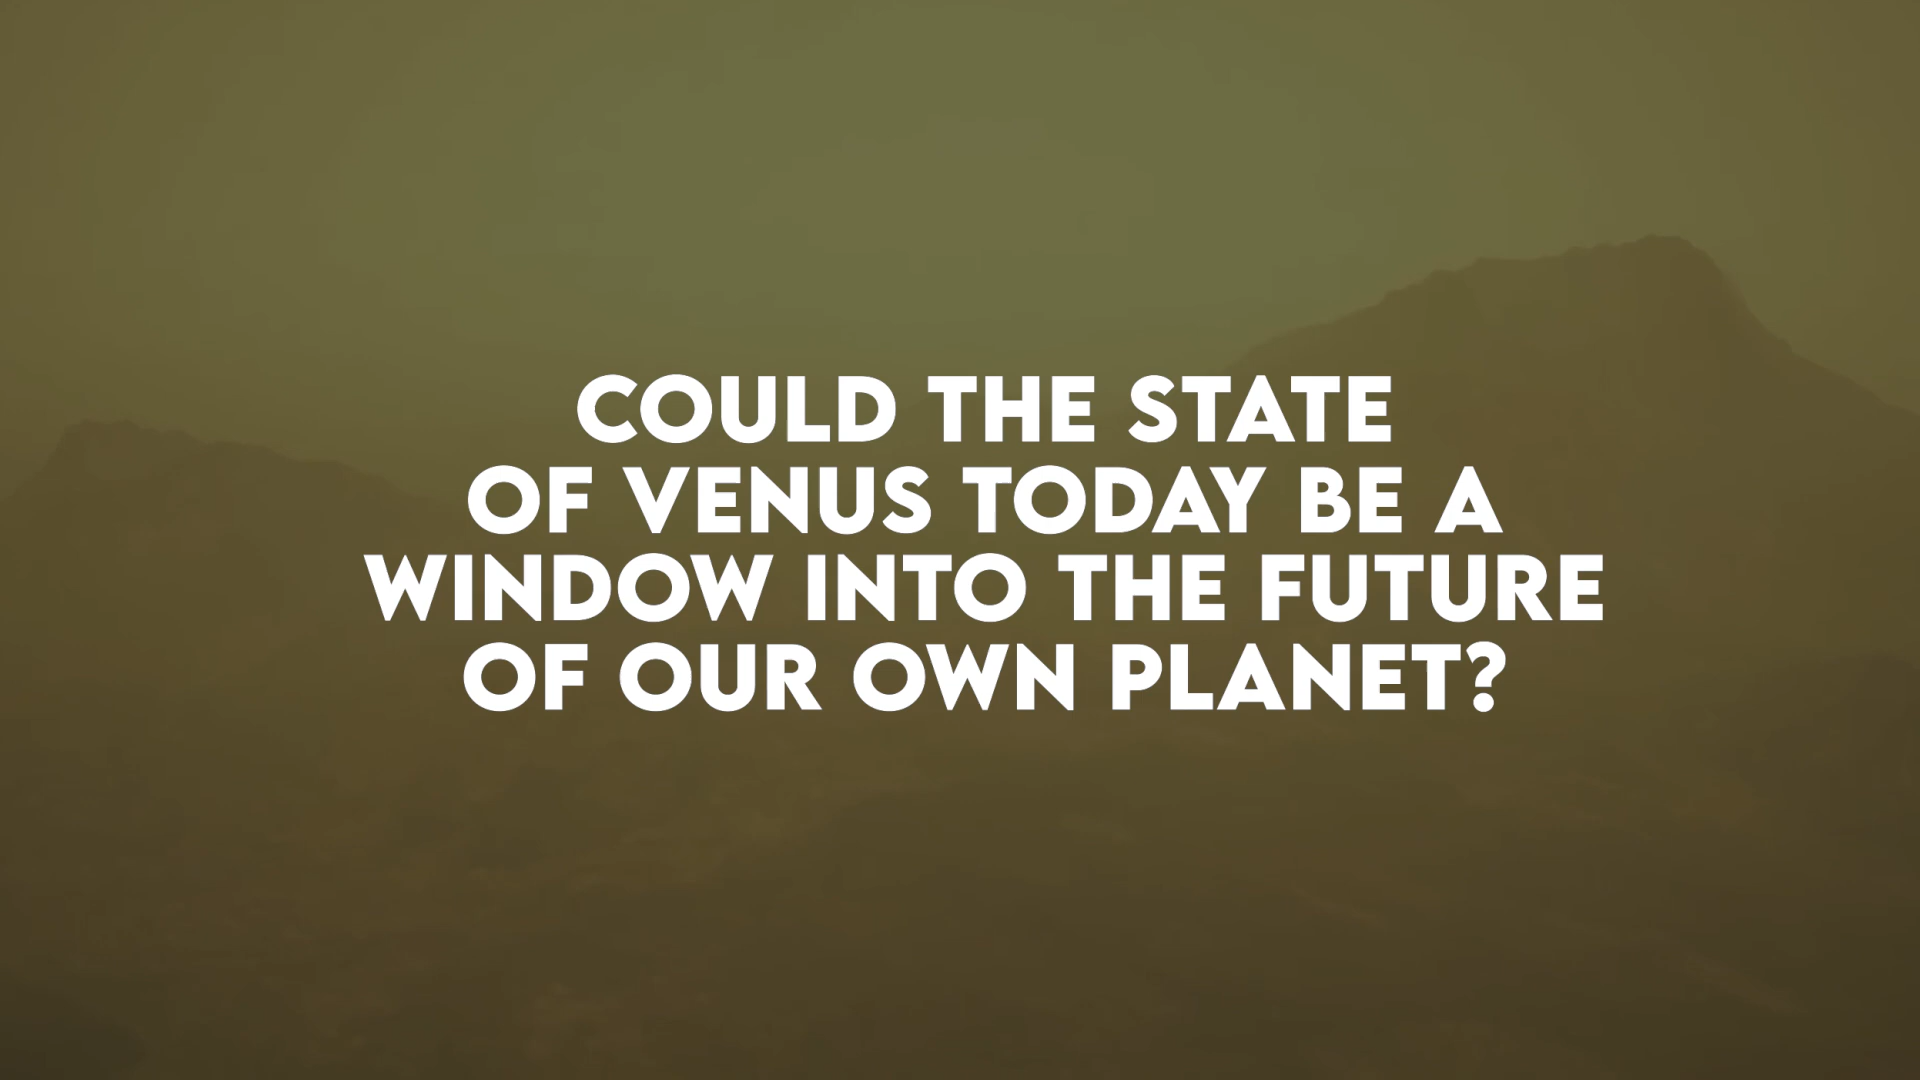 COULD THE STATE
OF VENUS TODAY BE A
WINDOW INTO THE FUTURE
OF OUR OWN PLANET?